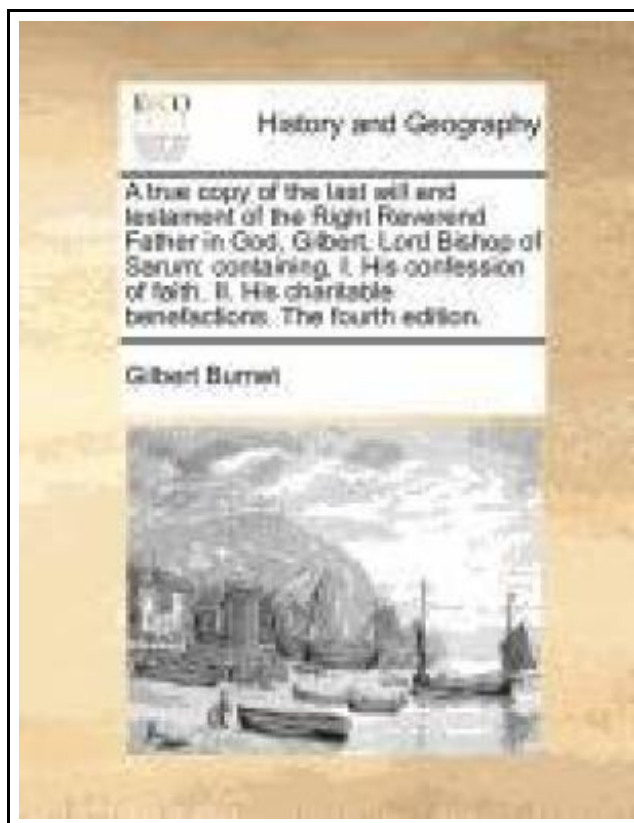 ECCO
History and Geography
A true copy of the last will and
testament of the Right Reverend
Father in God, Gilbert, Lord Bishop of
Sarum: containing, I. His confession
of faith. II. His charitable
benefactions. The fourth edition.
Gilbert Burnet